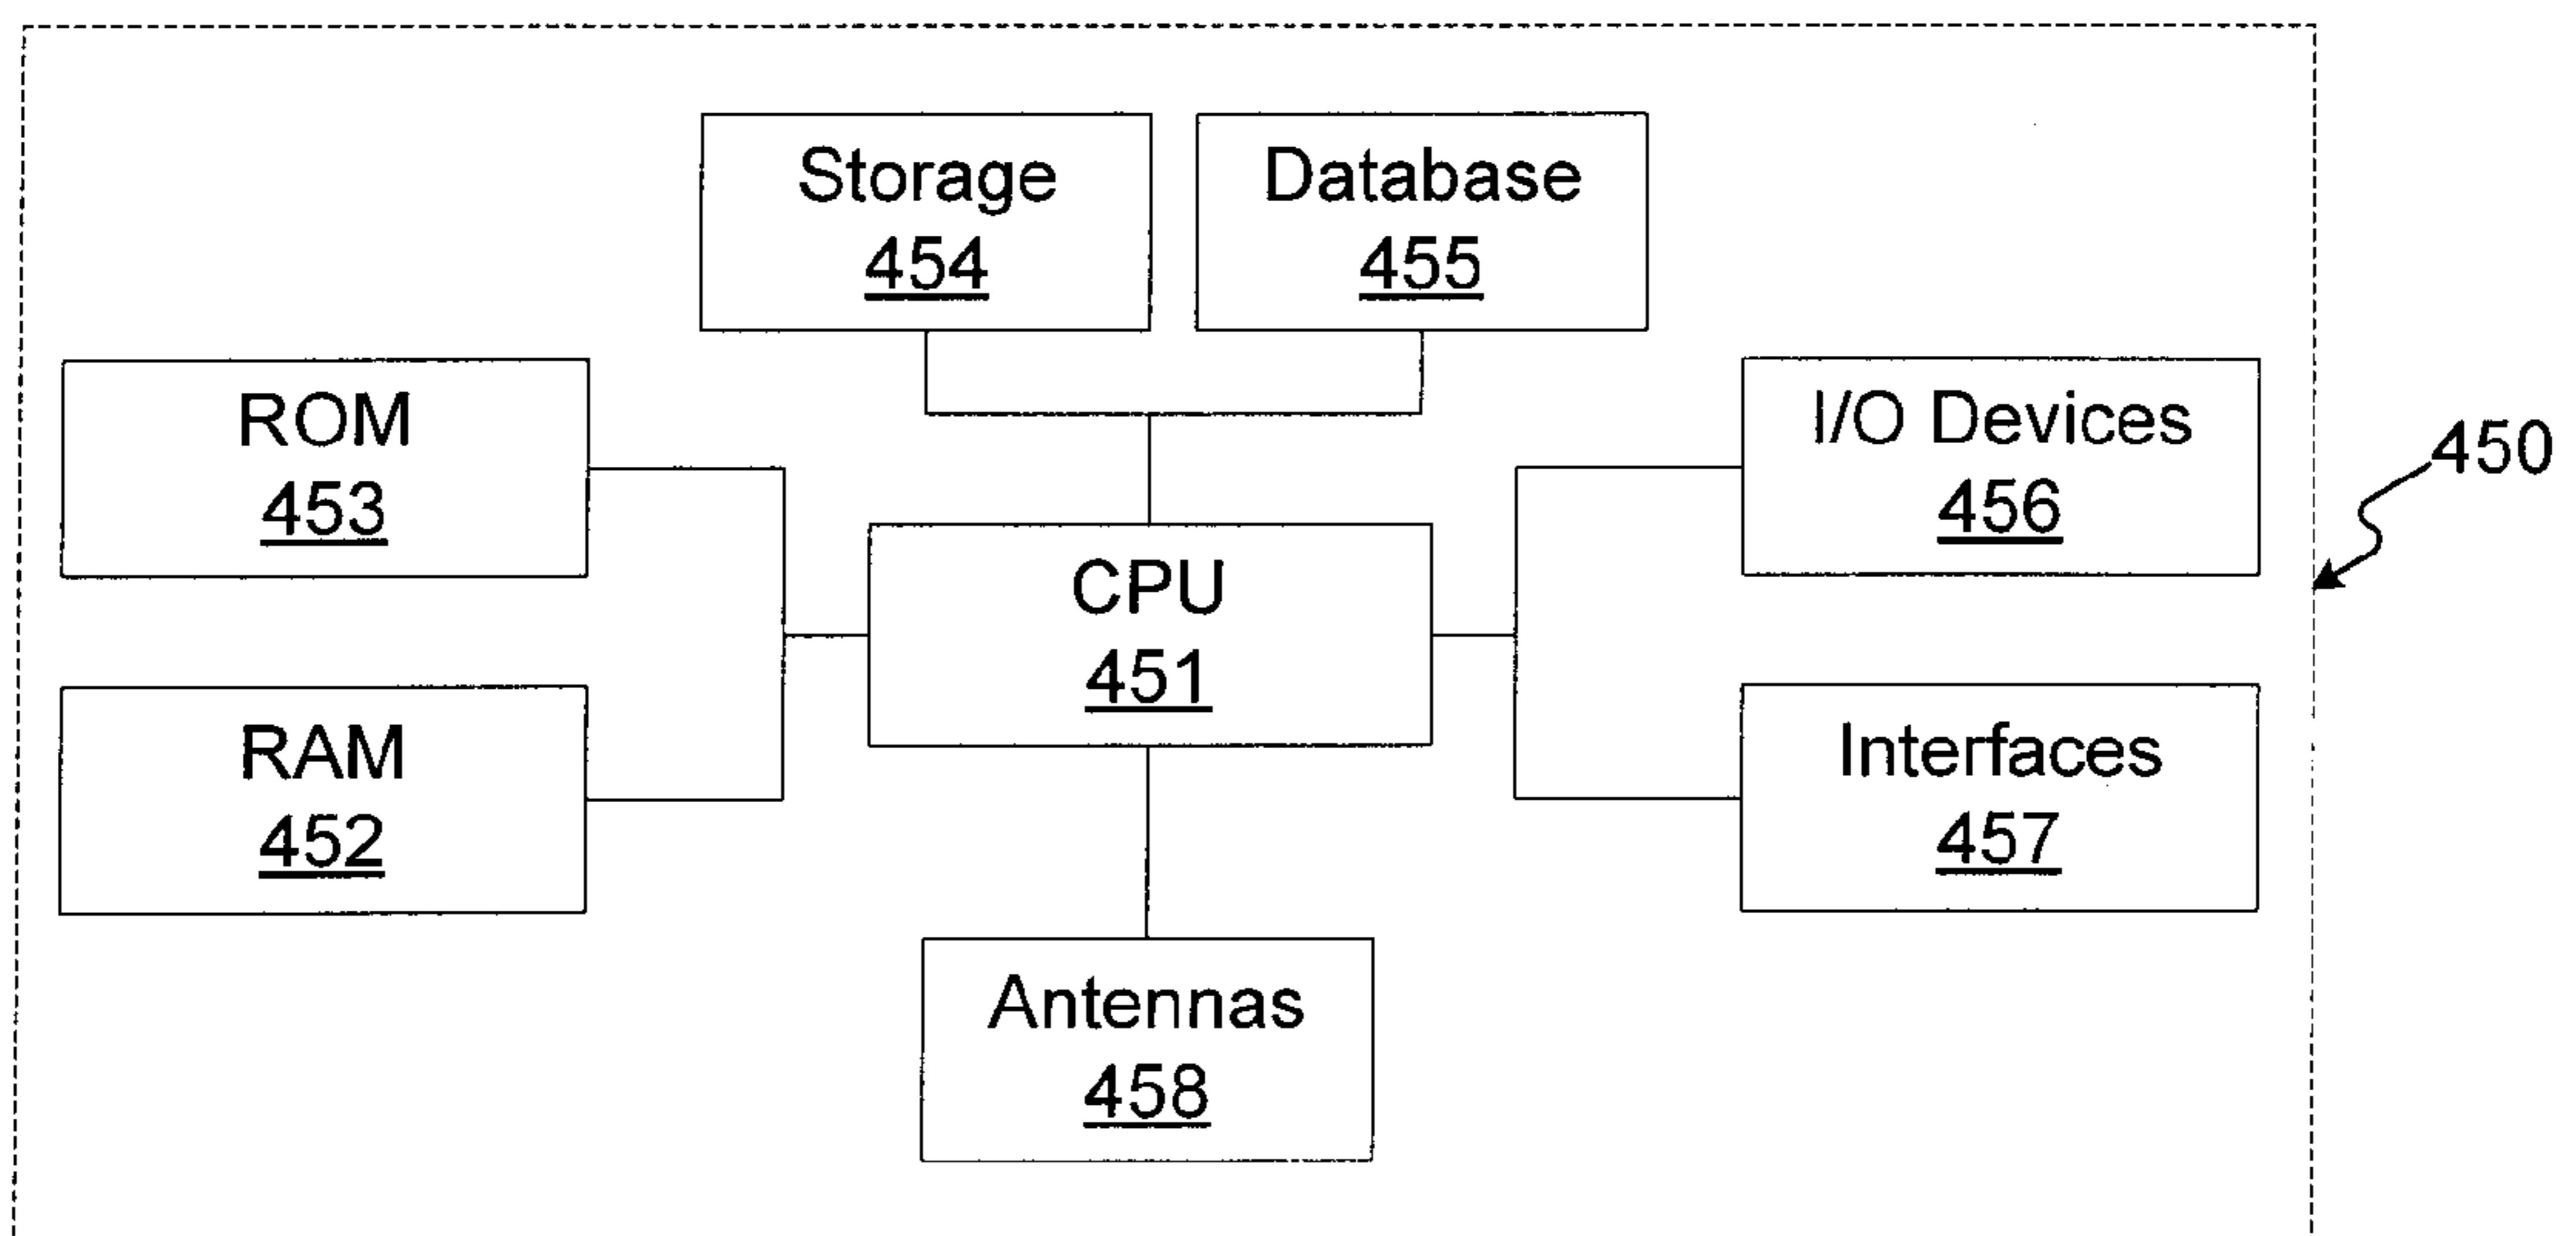 Storage
454
Database
455
ROM
453
I/O Devices
456
450
CPU
451
RAM
452
Interfaces
457
Antennas
458